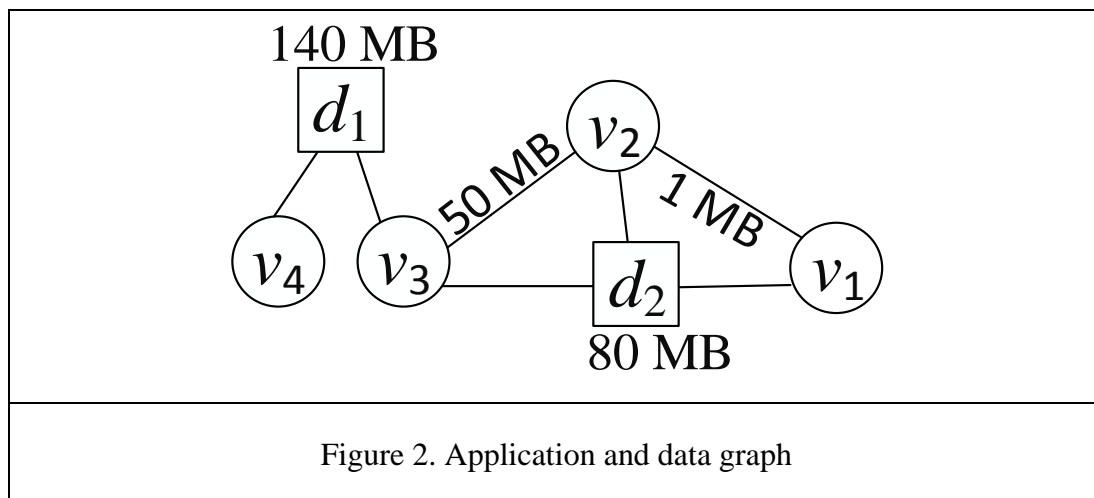 140 MB
d1
v2
50 MB
1 MB
v4
v3
d2
v1
80 MB
Figure 2. Application and data graph